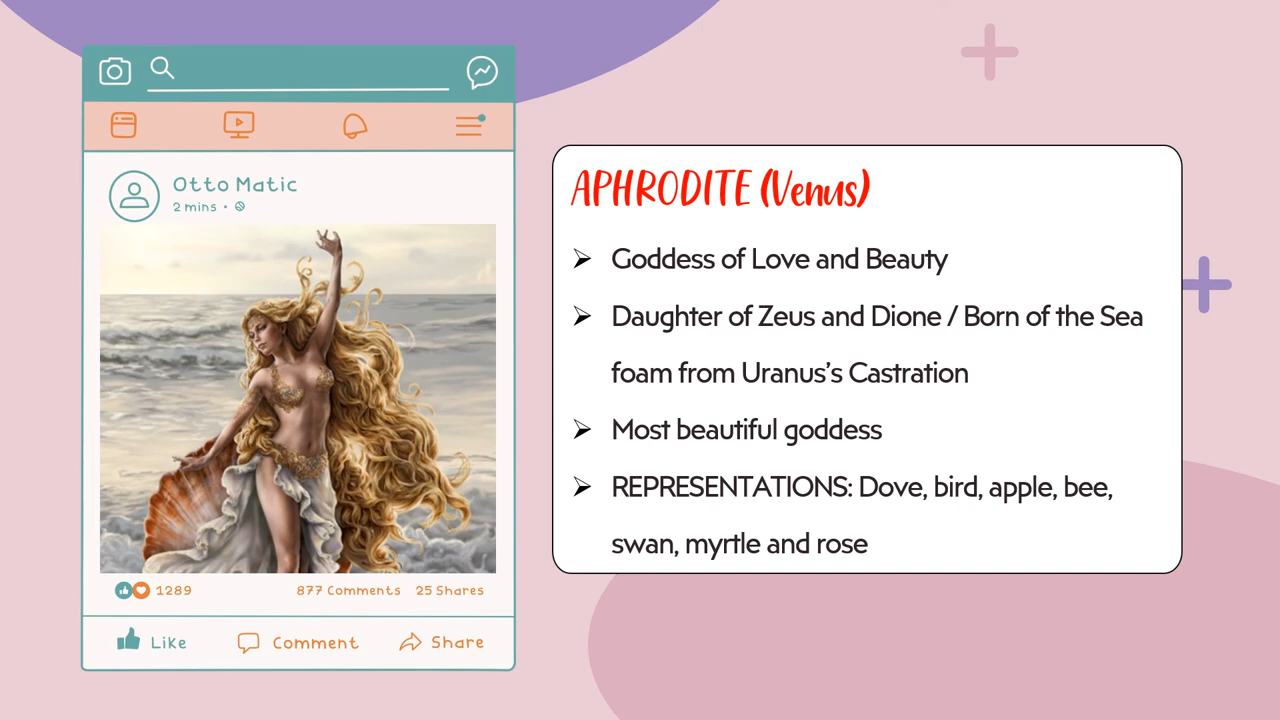 Otto Matic
2 mins •
1289
877 Comments 25 Shares
Like Comment Share
APHRODITE (Venus)
➢ Goddess of Love and Beauty
➢ Daughter of Zeus and Dione / Born of the Sea
foam from Uranus's Castration
➢ Most beautiful goddess
➢ REPRESENTATIONS: Dove, bird, apple, bee,
swan, myrtle and rose